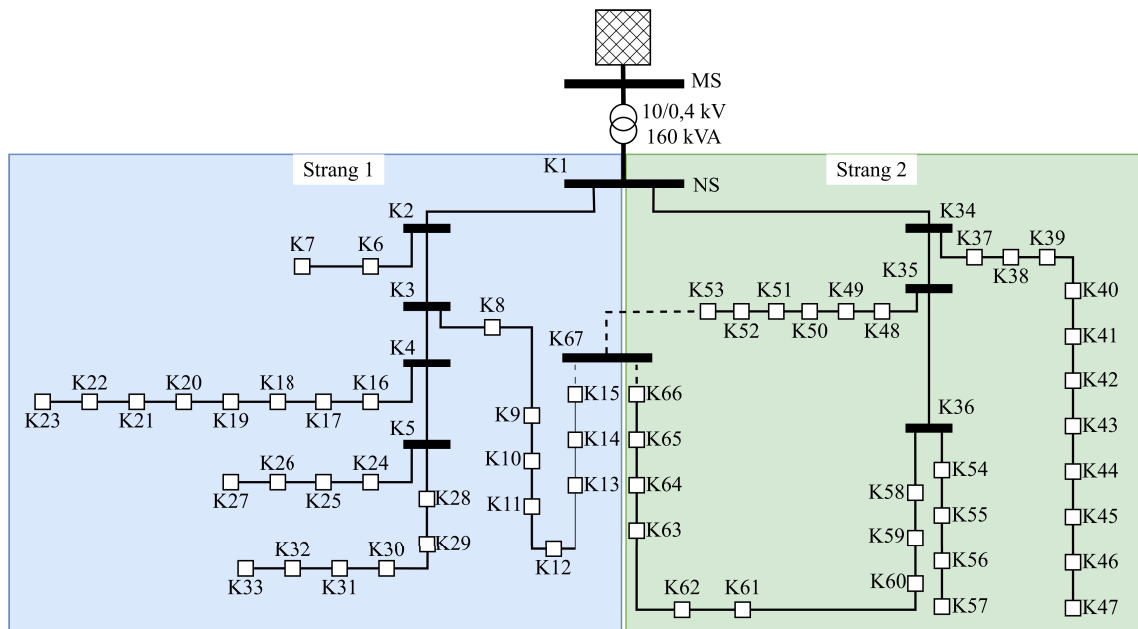 MS
10/0,4 kV
160 kVA
Strang 1
K1
NS
Strang 2
K2
K34
K7 K6
K37 K39
K38
K3
K8
K35
K53 K51 K49
K52 K50 K48
K40
K4
K67
K41
K22 K20 K18 K16
K23 K21 K19 K17
K15
K66
K42
K9
K36
K43
K5
K14
K65
K26 K24
K27 K25
K10
K54
K44
K28
K13
K64
K58
K11
K55
K45
K29
K63
K59
K32 K30
K33 K31
K12
K56
K46
K60
K62 K61
K57
K47